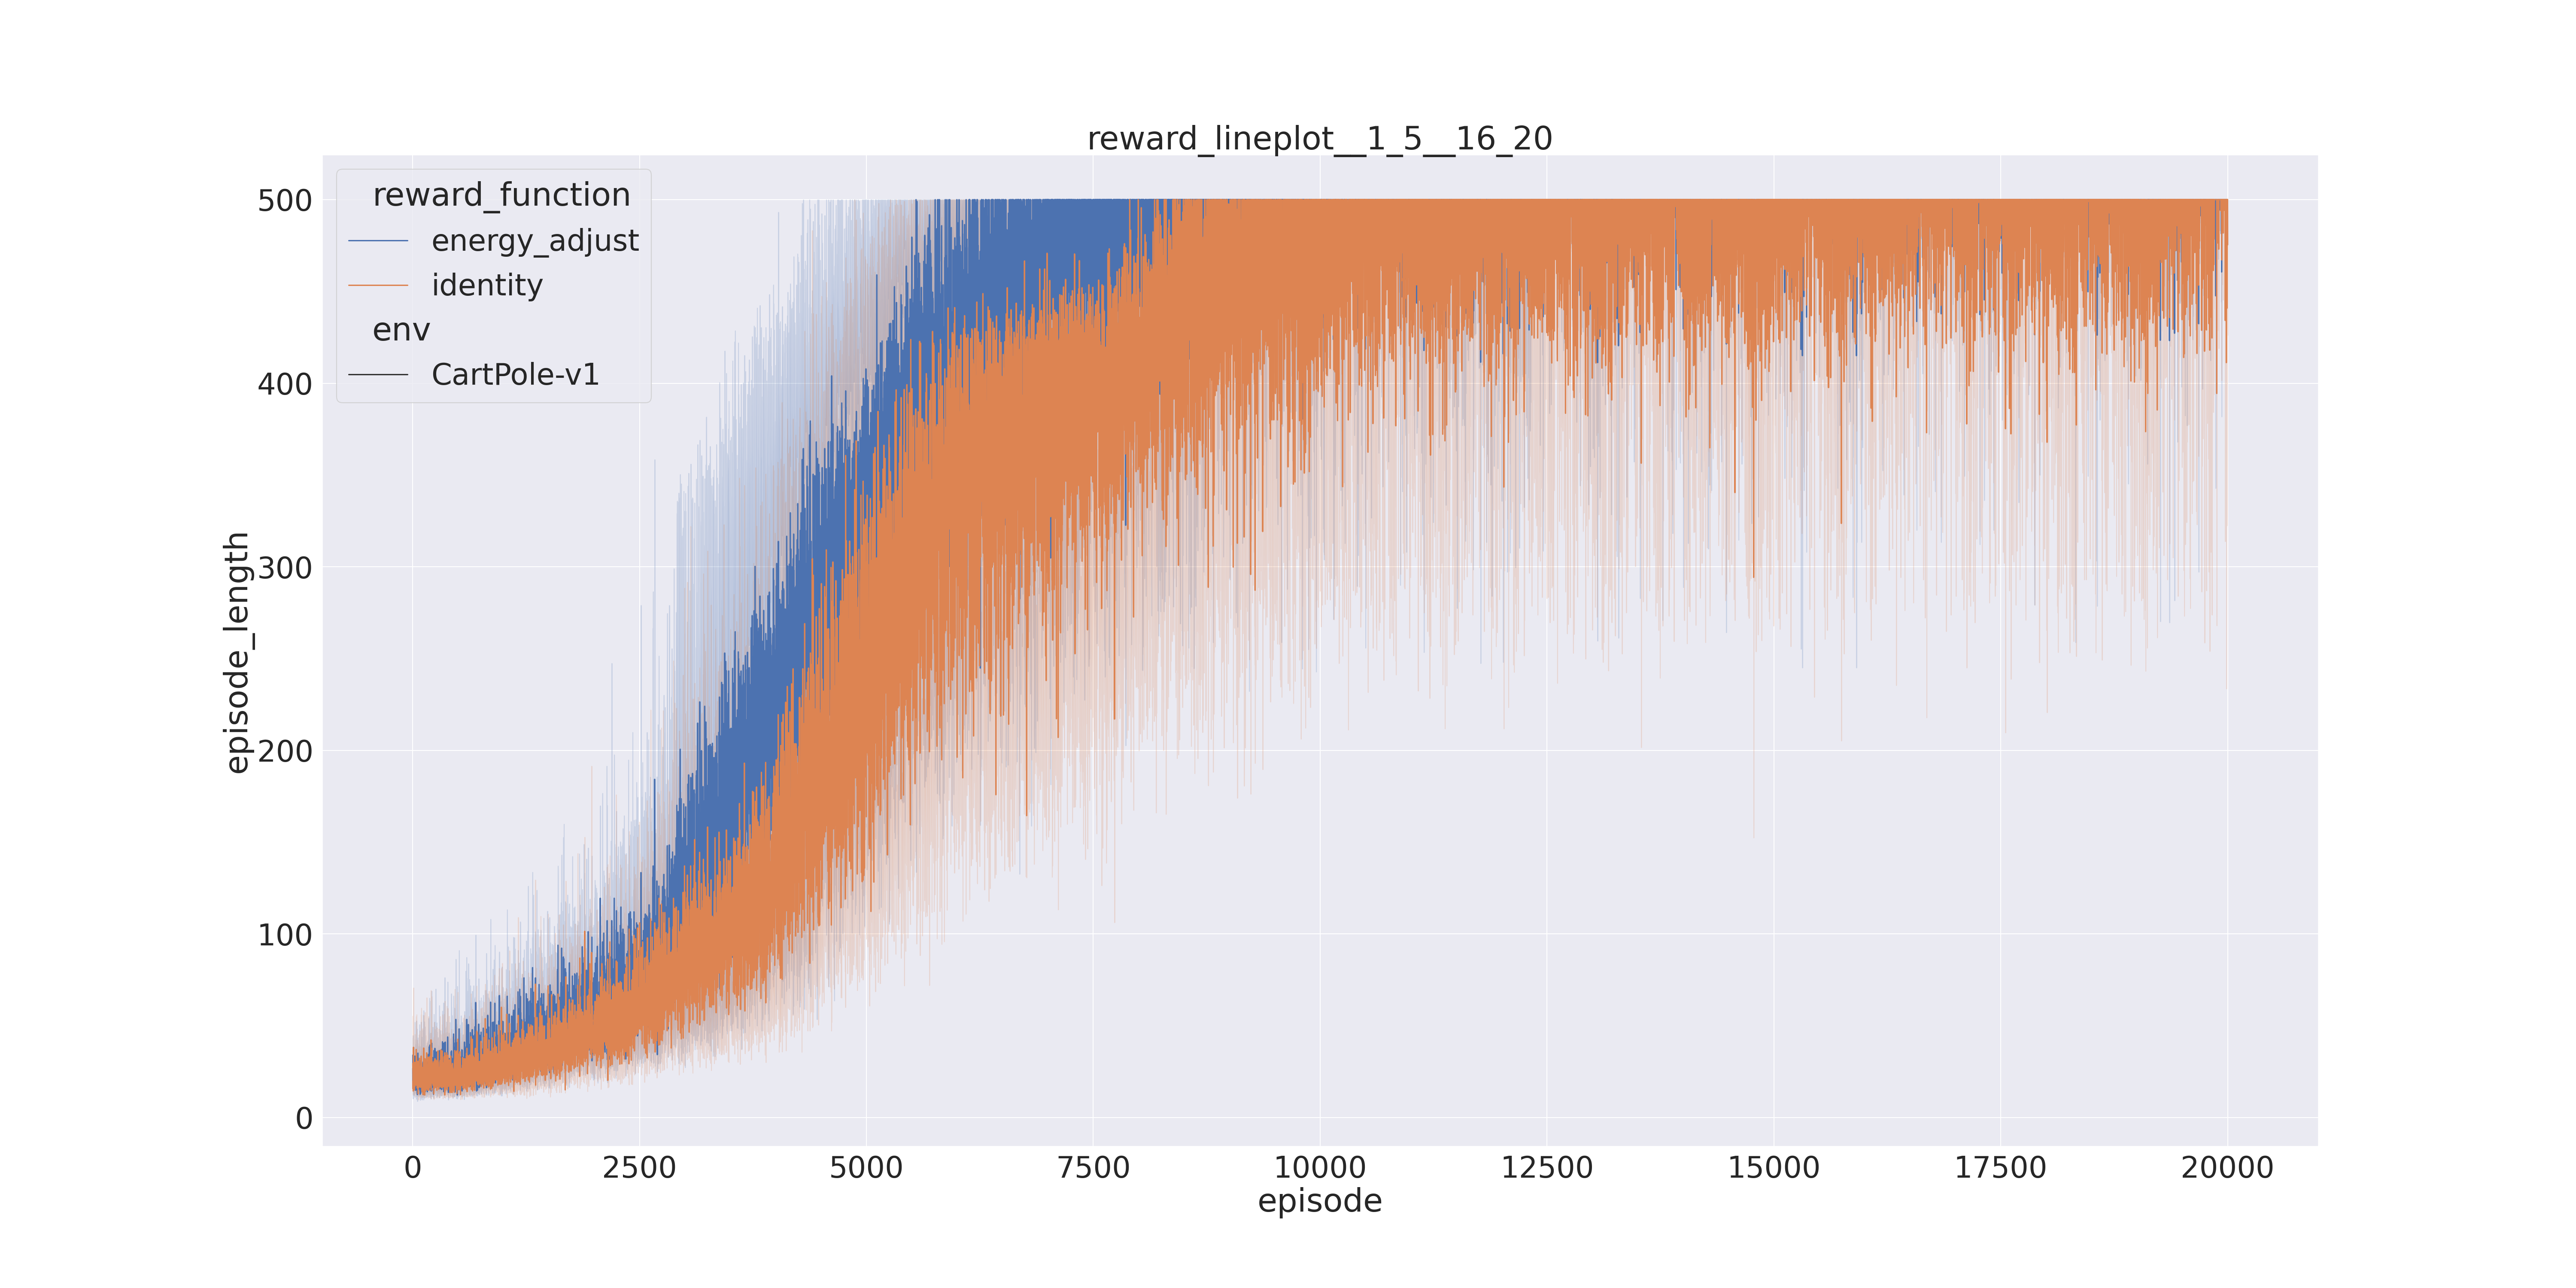 reward_lineplot__1_5__16_20
reward_function
energy_adjust
identity
env
CartPole-v1
500
400
300
200
100
0
episode_length
0 2500 5000 7500 10000 12500 15000 17500 20000
episode